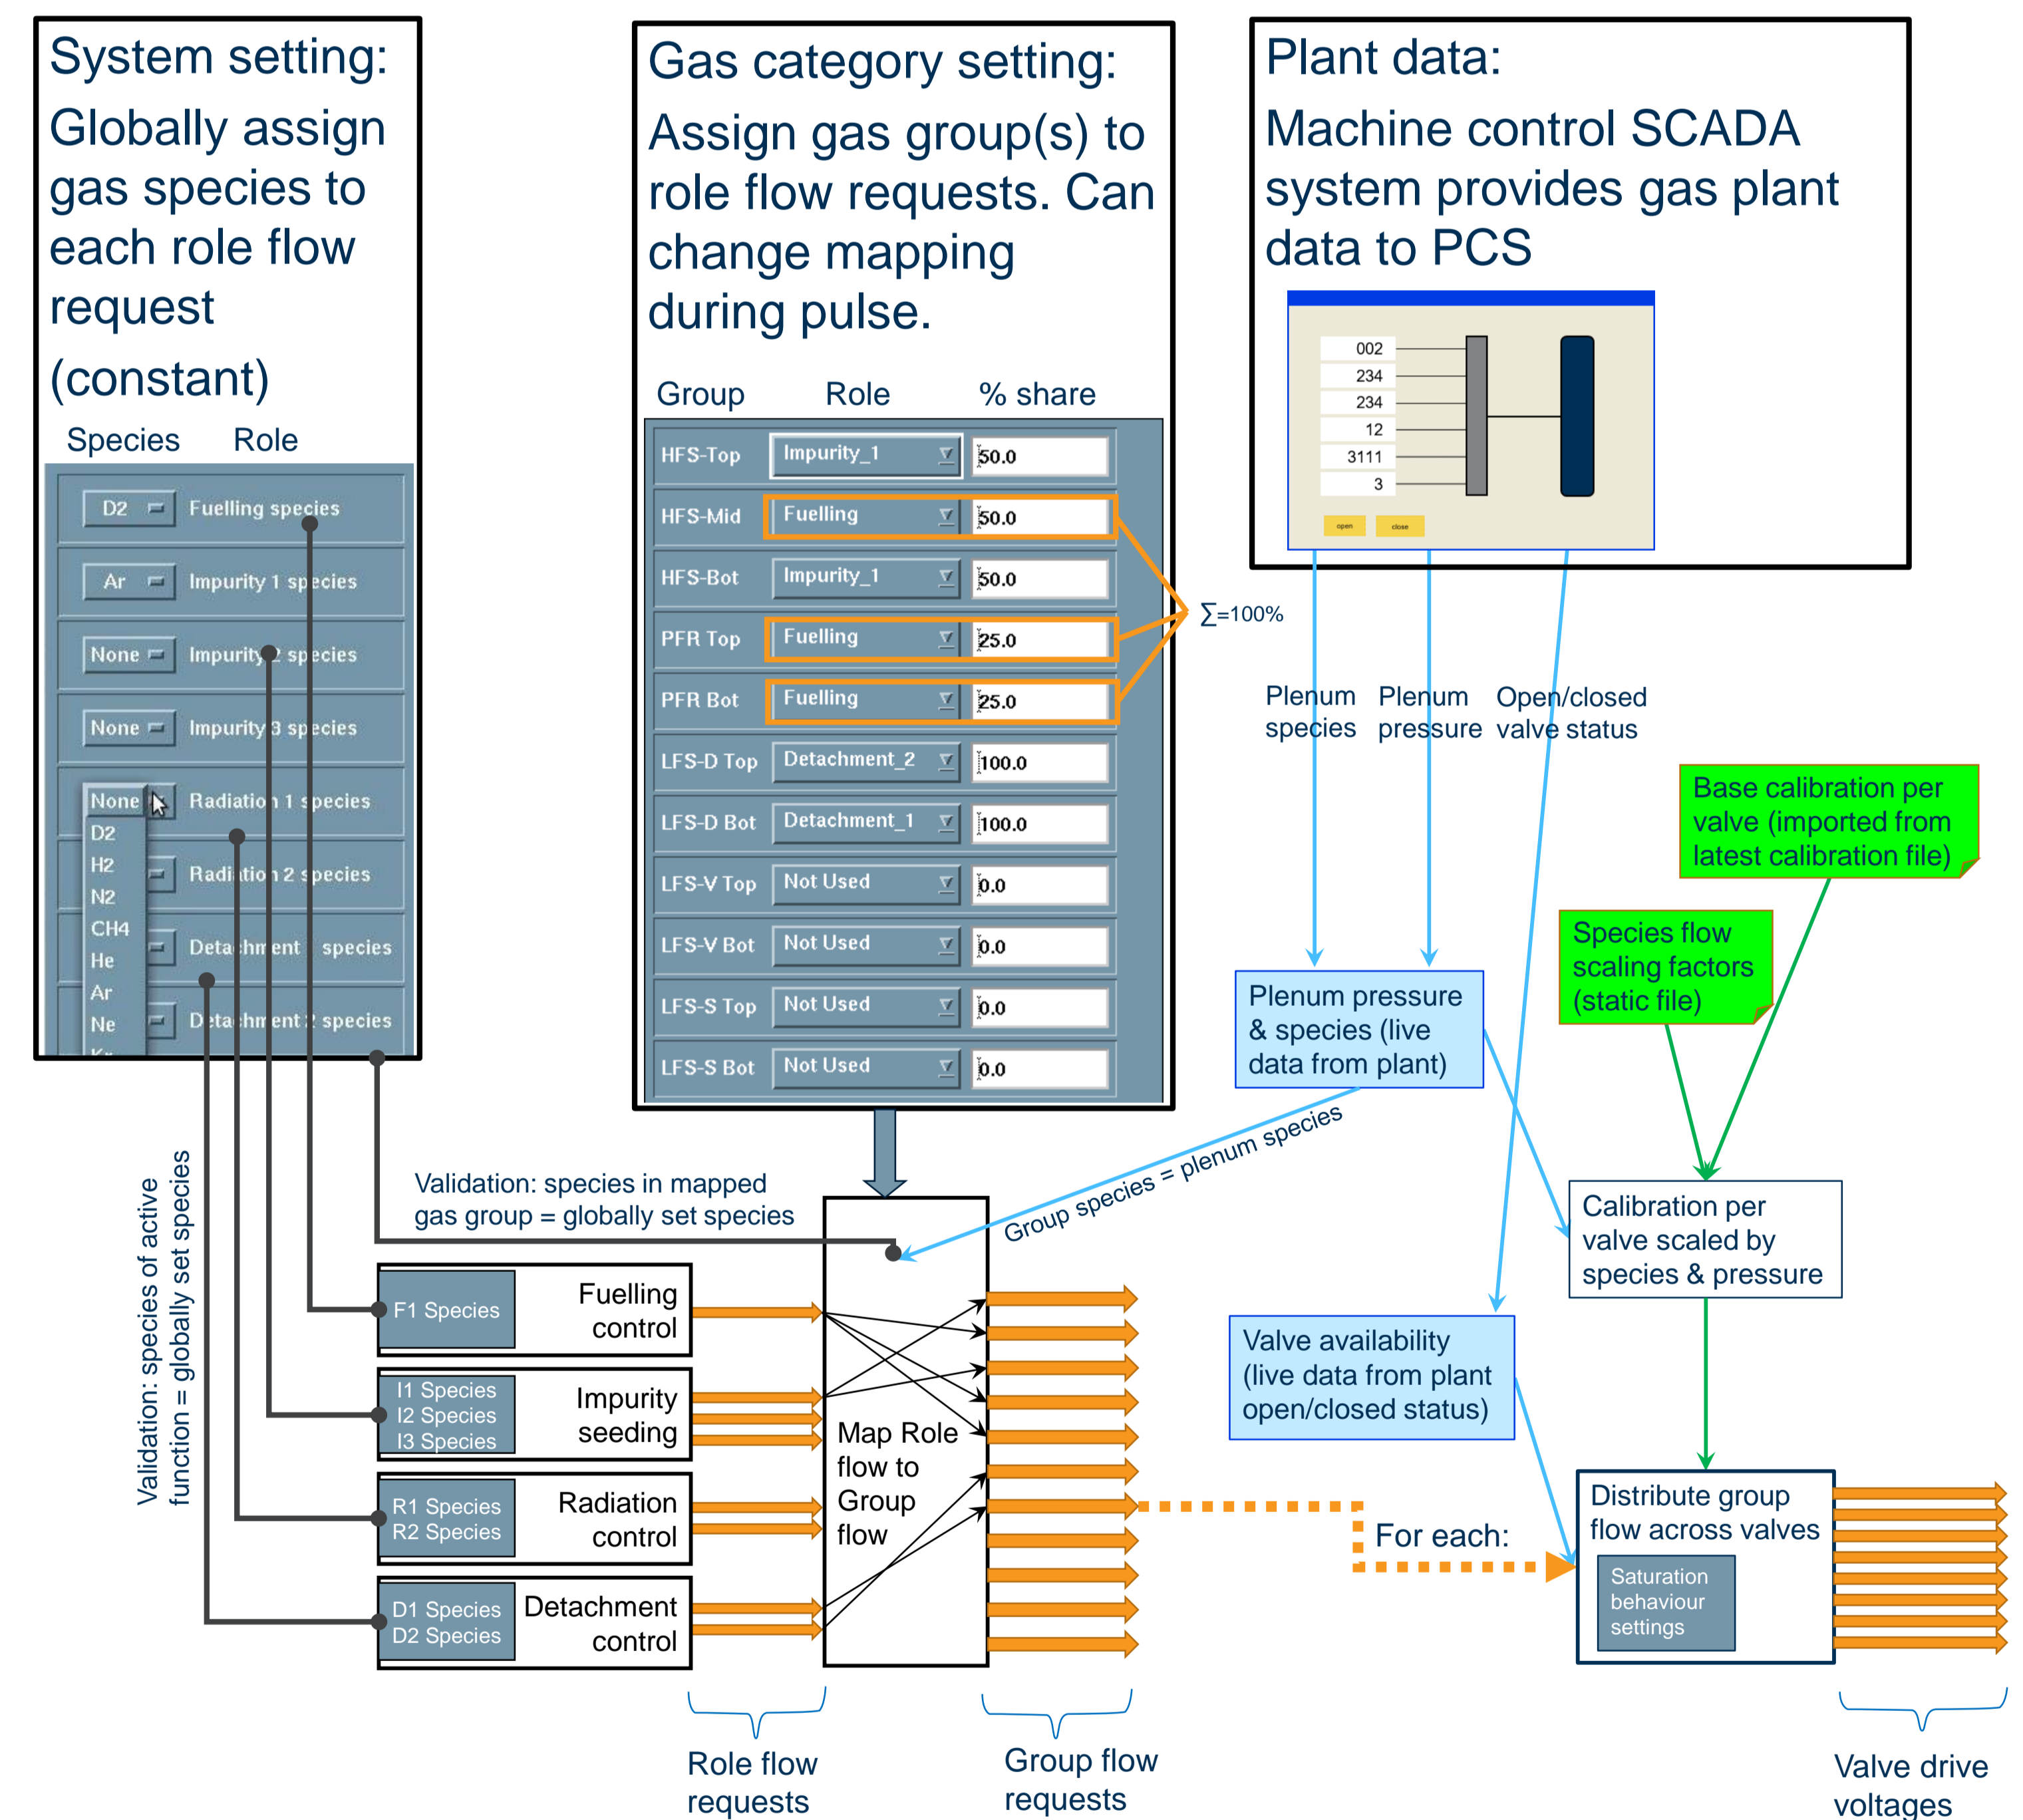 System setting:
Globally assign
gas species to
each role flow
request
(constant)
Species Role
D2 Fuelling species
Ar Impurity 1 species
None Impurity 2 species
None Impurity 3 species
None Radiation 1 species
D2
H2
Radiation 2 species
N2
CH4
Detachment species
He
Ar
Ne
Detachment 2 species
Kr
Gas category setting:
Assign gas group(s) to
role flow requests. Can
change mapping
during pulse.
Group Role % share
HFS-Top Impurity_1 50.0
HFS-Mid Fuelling 50.0
HFS-Bot Impurity_1 50.0
PFR Top Fuelling 25.0
PFR Bot Fuelling 25.0
LFS-D Top Detachment_2 100.0
LFS-D Bot Detachment_1 100.0
LFS-V Top Not Used 0.0
LFS-V Bot Not Used 0.0
LFS-S Top Not Used 0.0
LFS-S Bot Not Used 0.0
∑=100%
Plant data:
Machine control SCADA
system provides gas plant
data to PCS
002
234
234
12
3111
3
open close
Plenum
species
Plenum
pressure
Open/closed
valve status
Base calibration per
valve (imported from
latest calibration file)
Species flow
scaling factors
(static file)
Plenum pressure
& species (live
data from plant)
Group species = plenum species
Calibration per
valve scaled by
species & pressure
Valve availability
(live data from plant
open/closed status)
Validation: species of active
function = globally set species
Validation: species in mapped
gas group = globally set species
F1 Species
Fuelling
control
I1 Species
I2 Species
I3 Species
Impurity
seeding
R1 Species
R2 Species
Radiation
control
D1 Species
D2 Species
Detachment
control
Map Role
flow to
Group
flow
For each:
Distribute group
flow across valves
Saturation
behaviour
settings
Role flow
requests
Group flow
requests
Valve drive
voltages